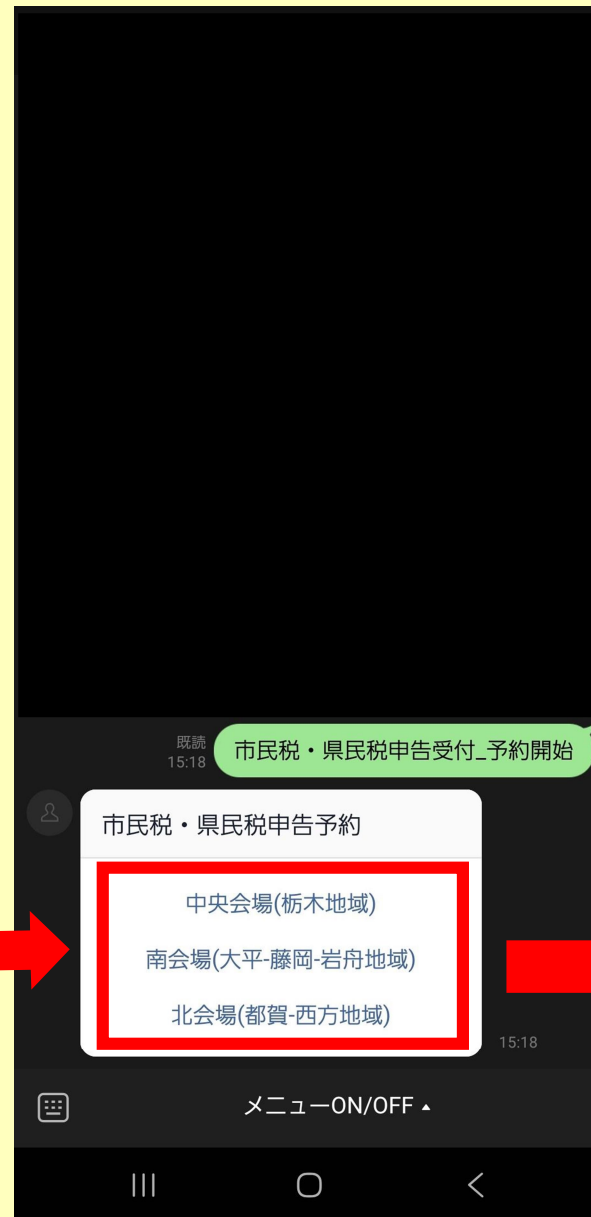 既読
15:18
市民税・県民税申告受付_予約開始
市民税・県民税申告予約
中央会場(栃木地域)
南会場(大平-藤岡-岩舟地域)
北会場(都賀-西方地域)
15:18
メニューON/OFF